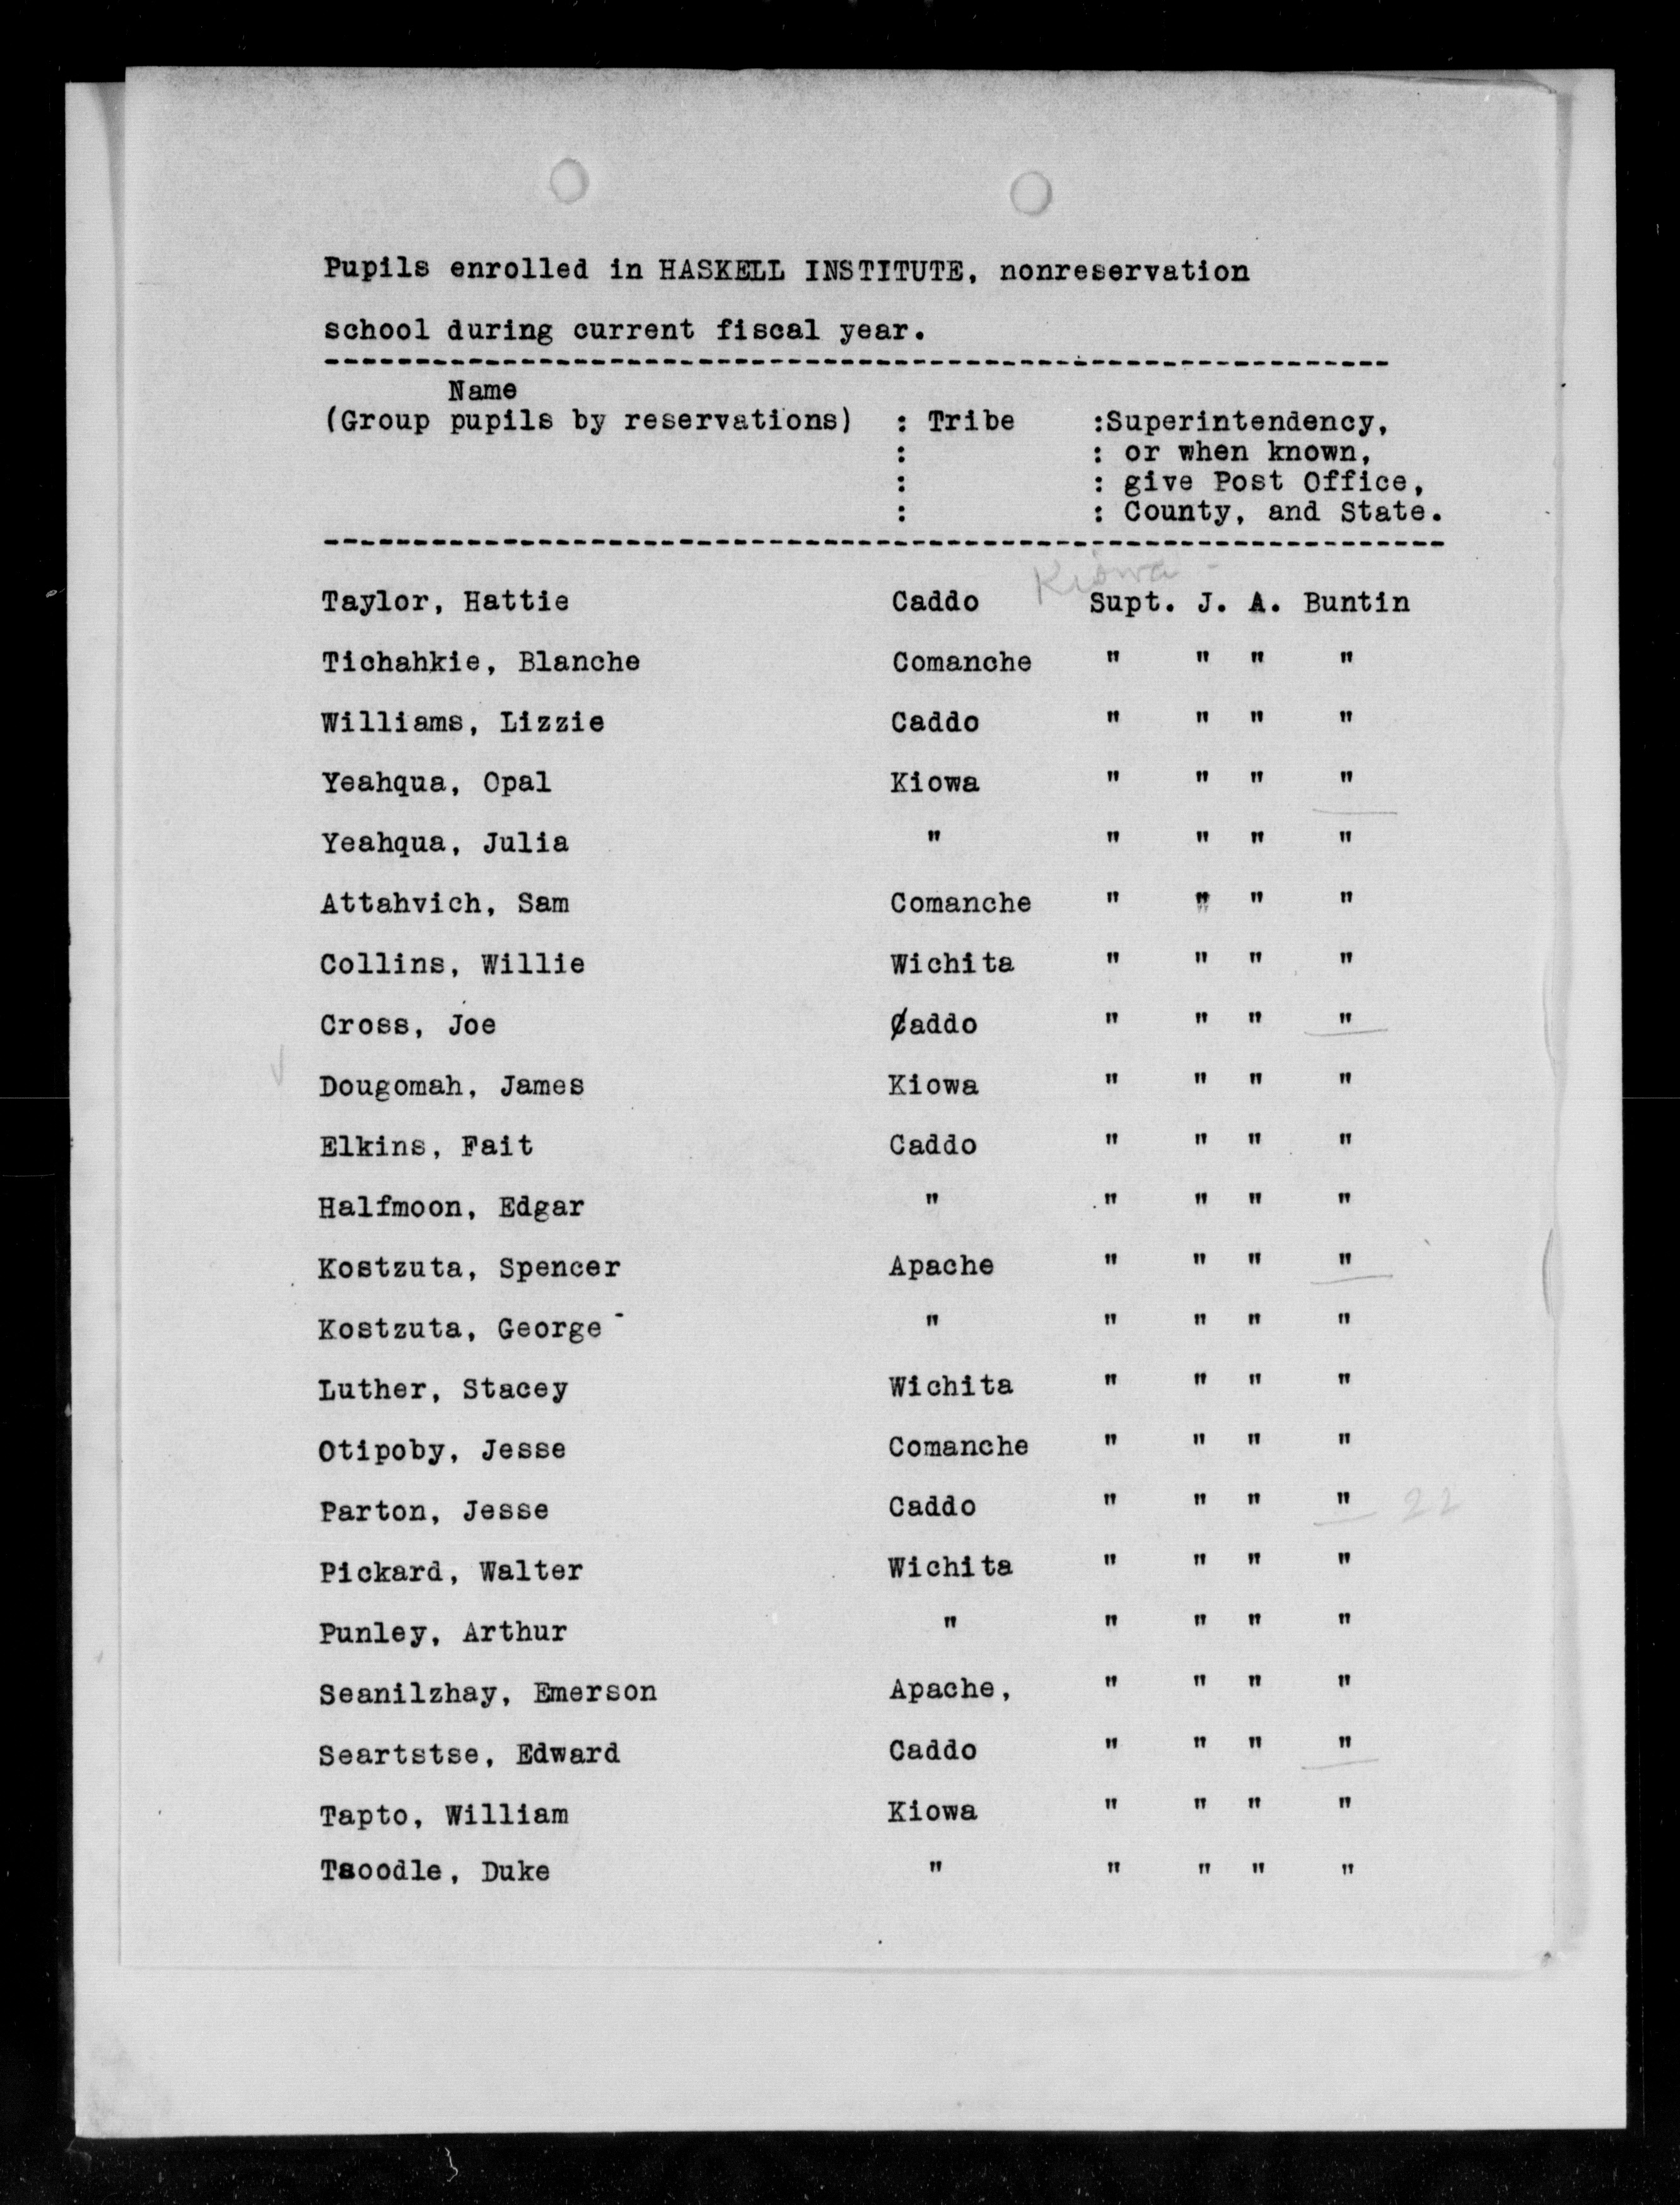 Pupils enrolled in HASKELL INSTITUTE, nonreservation
school during current fiscal year.
Name
(Group pupils by reservations) : Tribe :Superintendency,
: : or when known,
: : give Post Office,
: : County, and State.
Kiowa -
Taylor, Hattie Caddo Supt. J. A. Buntin
Tichahkie, Blanche Comanche " " " "
Williams, Lizzie Caddo " " " "
Yeahqua, Opal Kiowa " " " "
Yeahqua, Julia " " " " "
Attahvich, Sam Comanche " " " "
Collins, Willie Wichita " " " "
Cross, Joe Caddo " " " "
Dougomah, James Kiowa " " " "
Elkins, Fait Caddo " " " "
Halfmoon, Edgar " " " " "
Kostzuta, Spencer Apache " " " "
Kostzuta, George " " " " "
Luther, Stacey Wichita " " " "
Otipoby, Jesse Comanche " " " "
Parton, Jesse Caddo " " " " 22
Pickard, Walter Wichita " " " "
Punley, Arthur " " " " "
Seanilzhay, Emerson Apache, " " " "
Seartstse, Edward Caddo " " " "
Tapto, William Kiowa " " " "
Tsoodle, Duke " " " " "